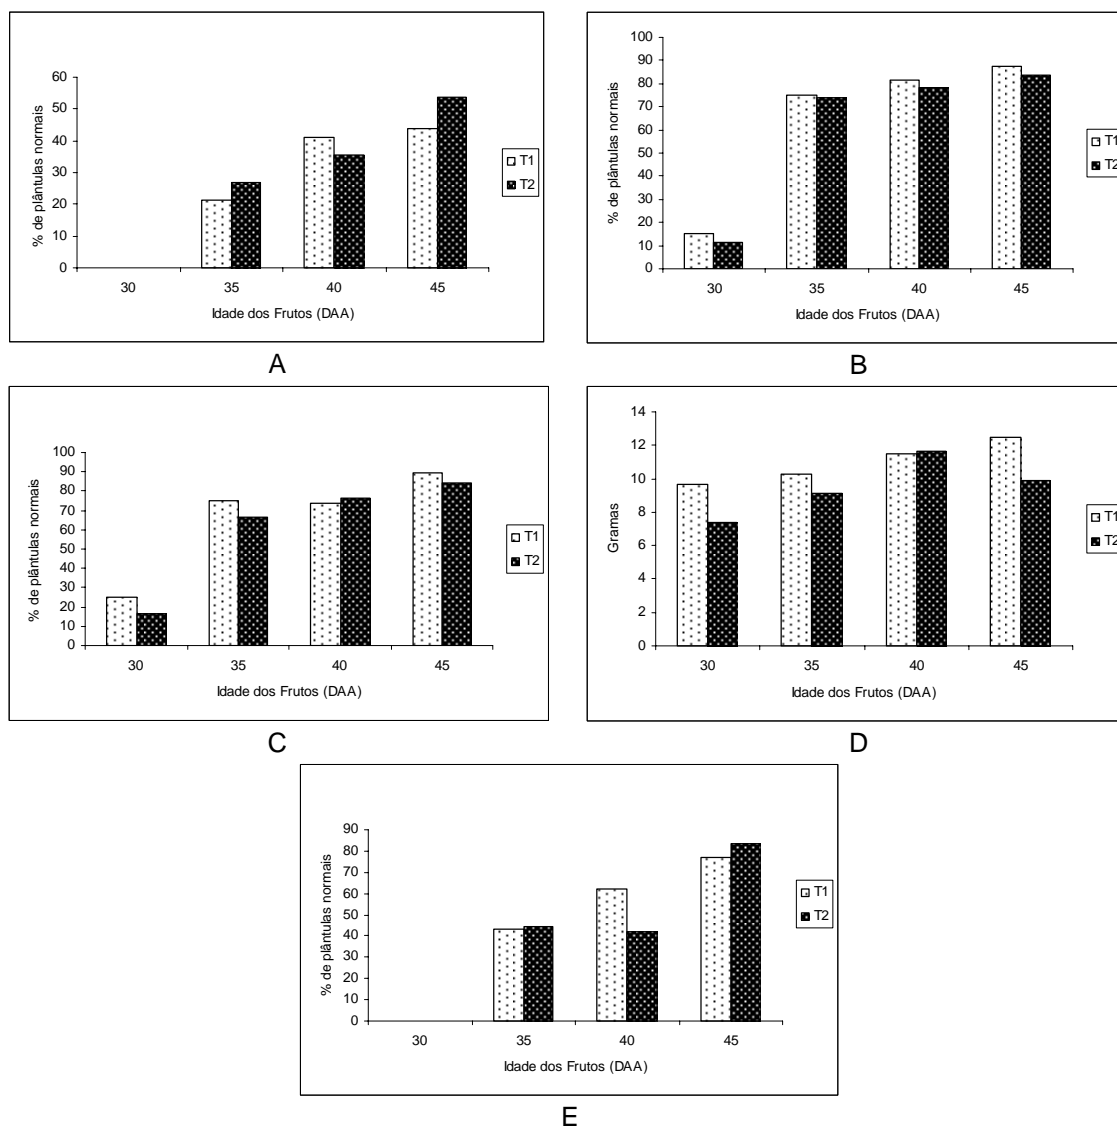 60
50
40
30
20
10
0
% de plântulas normais
30 35 40 45
Idade dos Frutos (DAA)
T1
T2
A
100
90
80
70
60
50
40
30
20
10
0
% de plântulas normais
30 35 40 45
Idade dos Frutos (DAA)
T1
T2
B
100
90
80
70
60
50
40
30
20
10
0
% de plântulas normais
30 35 40 45
Idade dos Frutos (DAA)
T1
T2
C
14
12
10
8
6
4
2
0
Gramas
30 35 40 45
Idade dos Frutos (DAA)
T1
T2
D
90
80
70
60
50
40
30
20
10
0
% de plântulas normais
30 35 40 45
Idade dos Frutos (DAA)
T1
T2
E